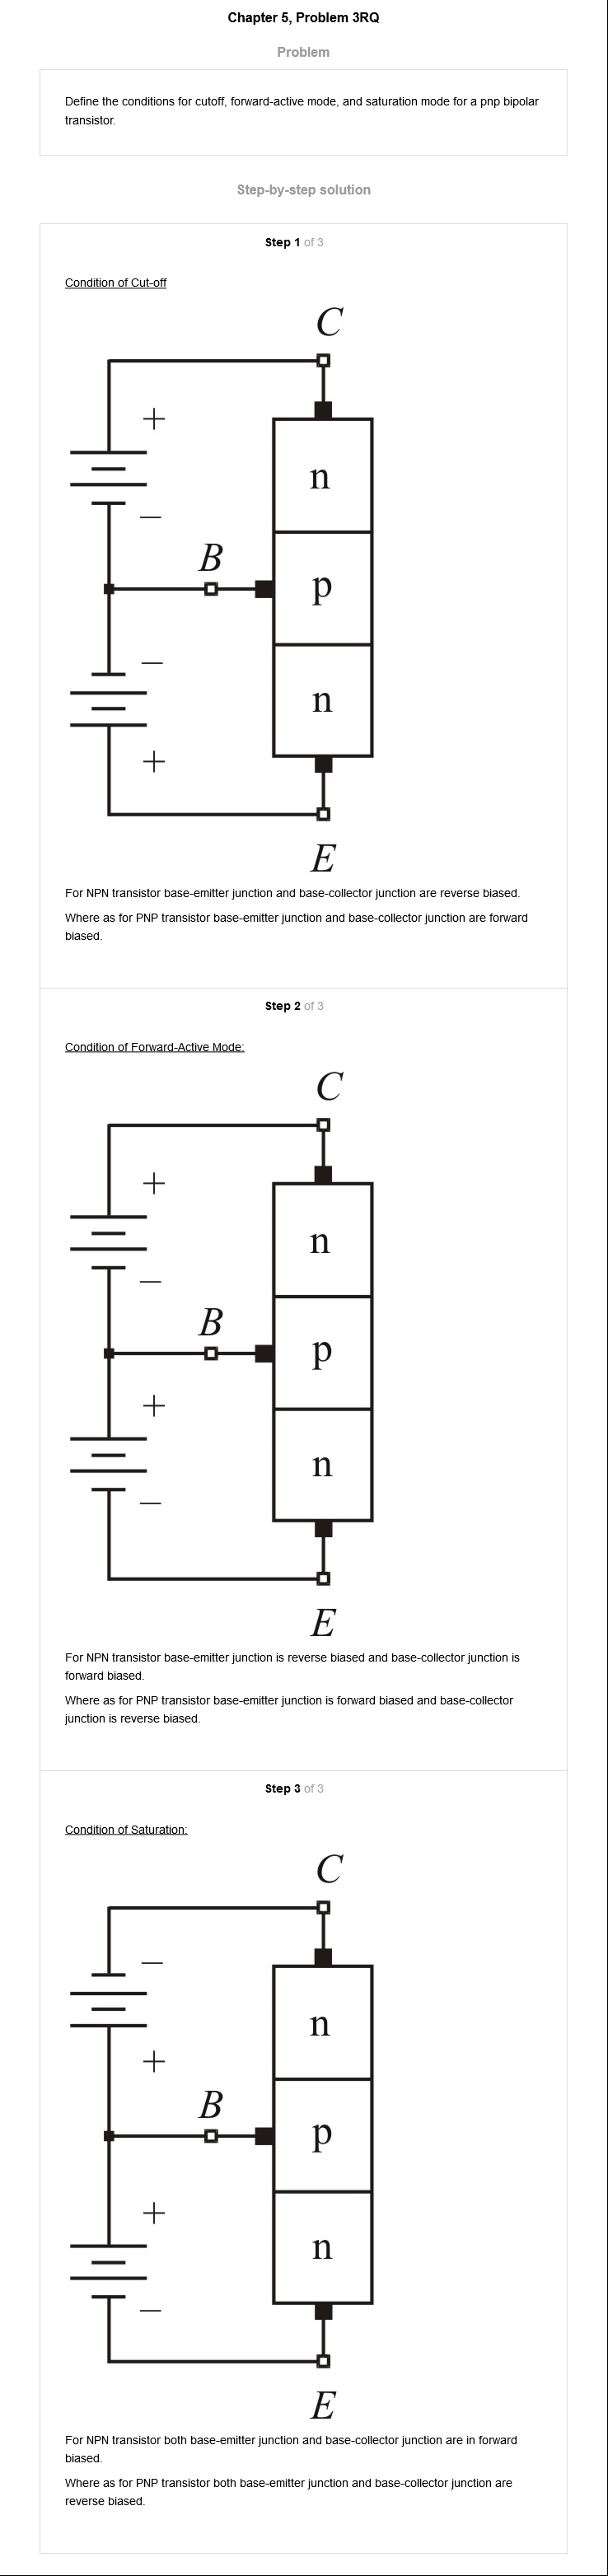 Chapter 5, Problem 3RQ
Problem
Define the conditions for cutoff, forward-active mode, and saturation mode for a pnp bipolar
transistor.
Step-by-step solution
Step 1 of 3
Condition of Cut-off
C
+
n
−
B
p
−
n
+
E
For NPN transistor base-emitter junction and base-collector junction are reverse biased.
Where as for PNP transistor base-emitter junction and base-collector junction are forward
biased.
Step 2 of 3
Condition of Forward-Active Mode:
C
+
n
−
B
p
+
n
−
E
For NPN transistor base-emitter junction is reverse biased and base-collector junction is
forward biased.
Where as for PNP transistor base-emitter junction is forward biased and base-collector
junction is reverse biased.
Step 3 of 3
Condition of Saturation:
C
−
n
+
B
p
+
n
−
E
For NPN transistor both base-emitter junction and base-collector junction are in forward
biased.
Where as for PNP transistor both base-emitter junction and base-collector junction are
reverse biased.